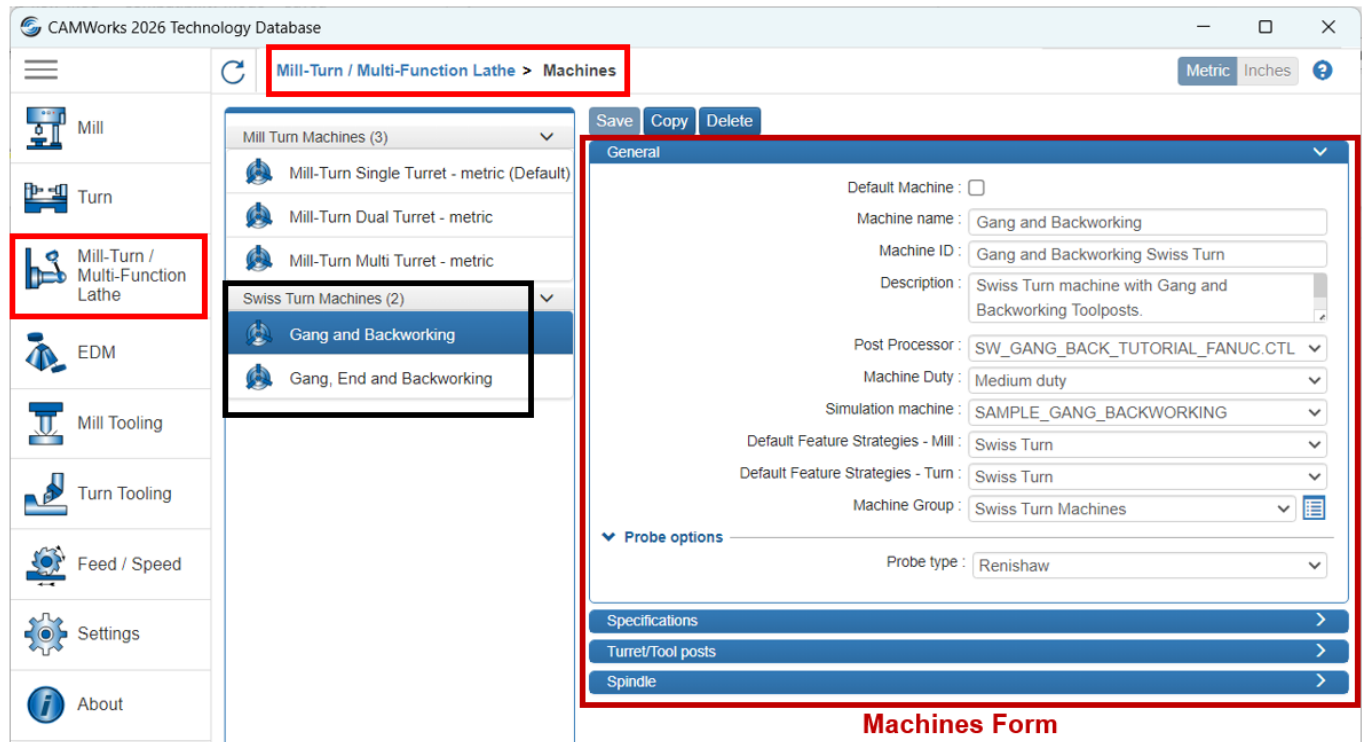 CAMWorks 2026 Technology Database
Mill-Turn / Multi-Function Lathe > Machines
Metric Inches
Mill
Turn
Mill-Turn /
Multi-Function
Lathe
EDM
Mill Tooling
Turn Tooling
Feed / Speed
Settings
About
Mill Turn Machines (3)
Mill-Turn Single Turret - metric (Default)
Mill-Turn Dual Turret - metric
Mill-Turn Multi Turret - metric
Swiss Turn Machines (2)
Gang and Backworking
Gang, End and Backworking
Save Copy Delete
General
Default Machine :
Machine name : Gang and Backworking
Machine ID : Gang and Backworking Swiss Turn
Description : Swiss Turn machine with Gang and
Backworking Toolposts.
Post Processor : SW_GANG_BACK_TUTORIAL_FANUC.CTL
Machine Duty : Medium duty
Simulation machine : SAMPLE_GANG_BACKWORKING
Default Feature Strategies - Mill : Swiss Turn
Default Feature Strategies - Turn : Swiss Turn
Machine Group : Swiss Turn Machines
Probe options
Probe type : Renishaw
Specifications
Turret/Tool posts
Spindle
Machines Form